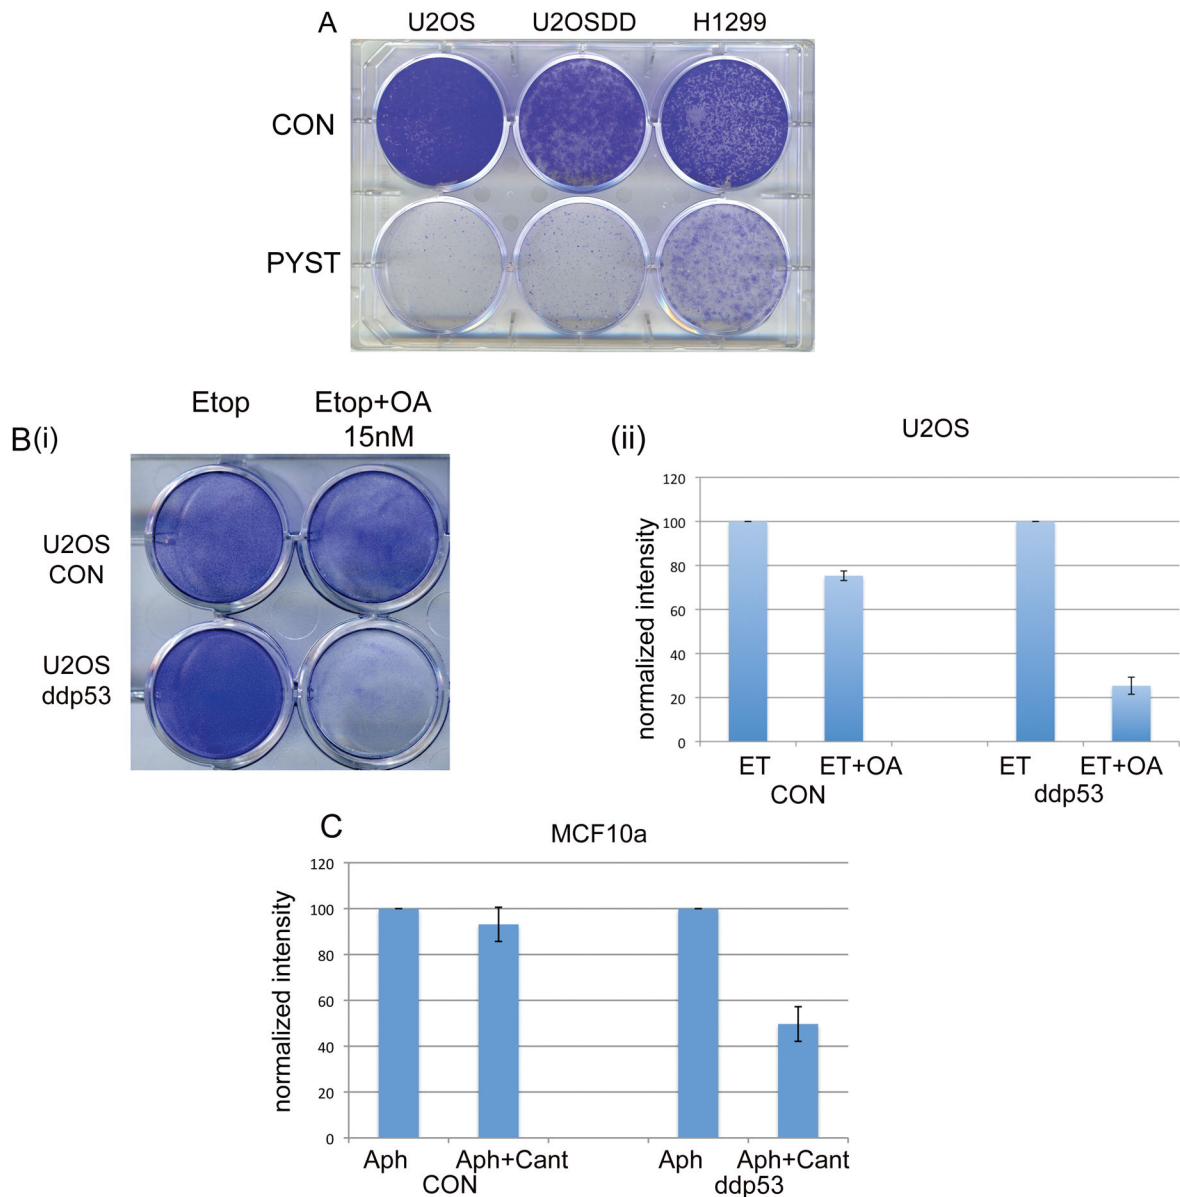 A
U2OS U2OSDD H1299
CON
PYST
B(i)
Etop Etop+OA
15nM
U2OS
CON
U2OS
ddp53
(ii)
U2OS
normalized intensity
120
100
80
60
40
20
0
ET ET+OA ET ET+OA
CON ddp53
C
MCF10a
normalized intensity
120
100
80
60
40
20
0
Aph Aph+Cant Aph Aph+Cant
CON ddp53